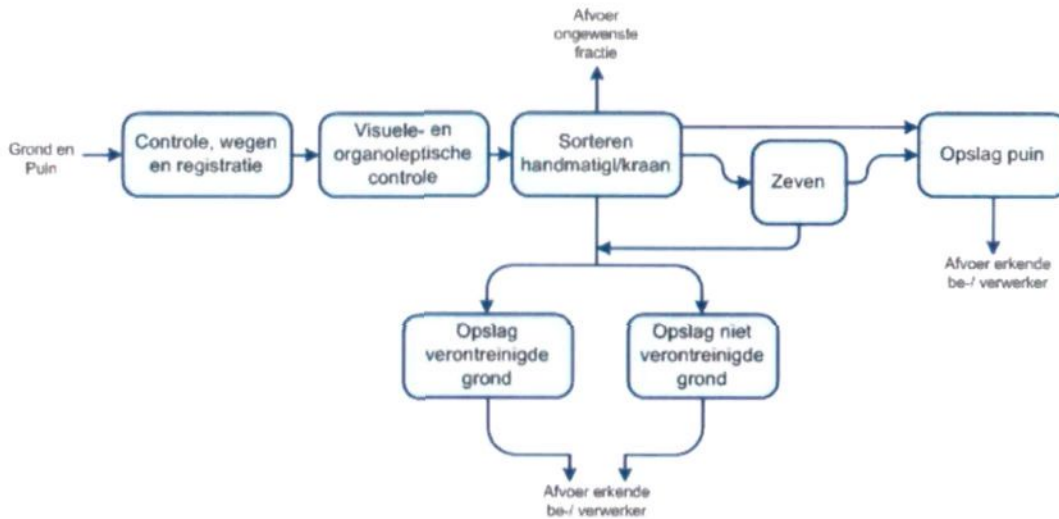 Afvoer
ongewenste
fractie
Grond en
Puin
Controle, wegen
en registratie
Visuele- en
organoleptische
controle
Sorteren
handmatigl/kraan
Zeven
Opslag puin
Afvoer erkende
be-/ verwerker
Opslag
verontreinigde
grond
Opslag niet
verontreinigde
grond
Afvoer erkende
be-/ verwerker